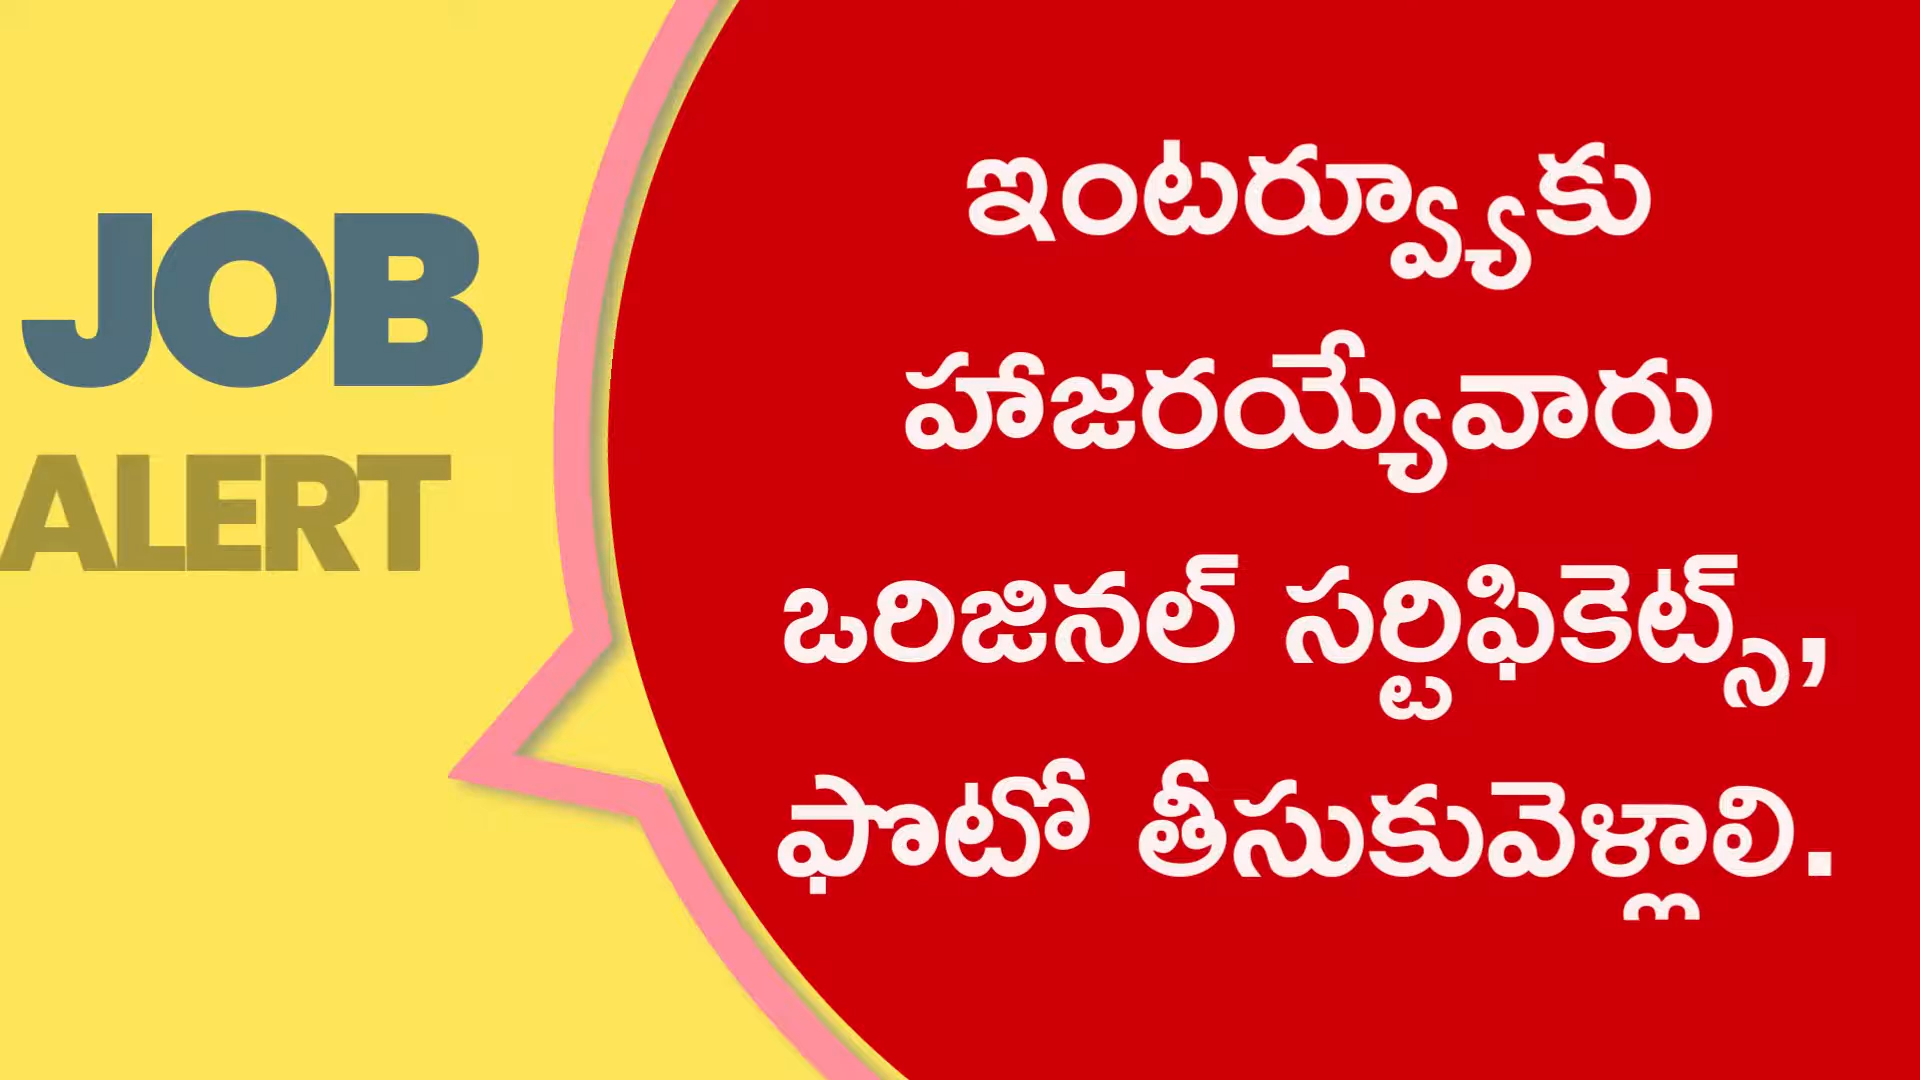 JOB
ALERT
ఇంటర్వ్యూకు
హాజరయ్యేవారు
ఒరిజినల్ సర్టిఫికెట్స్,
ఫొటో తీసుకువెళ్లాలి.